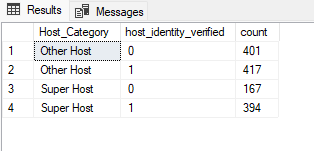 Results Messages
Host_Category host_identity_verified count
1 Other Host 0 401
2 Other Host 1 417
3 Super Host 0 167
4 Super Host 1 394